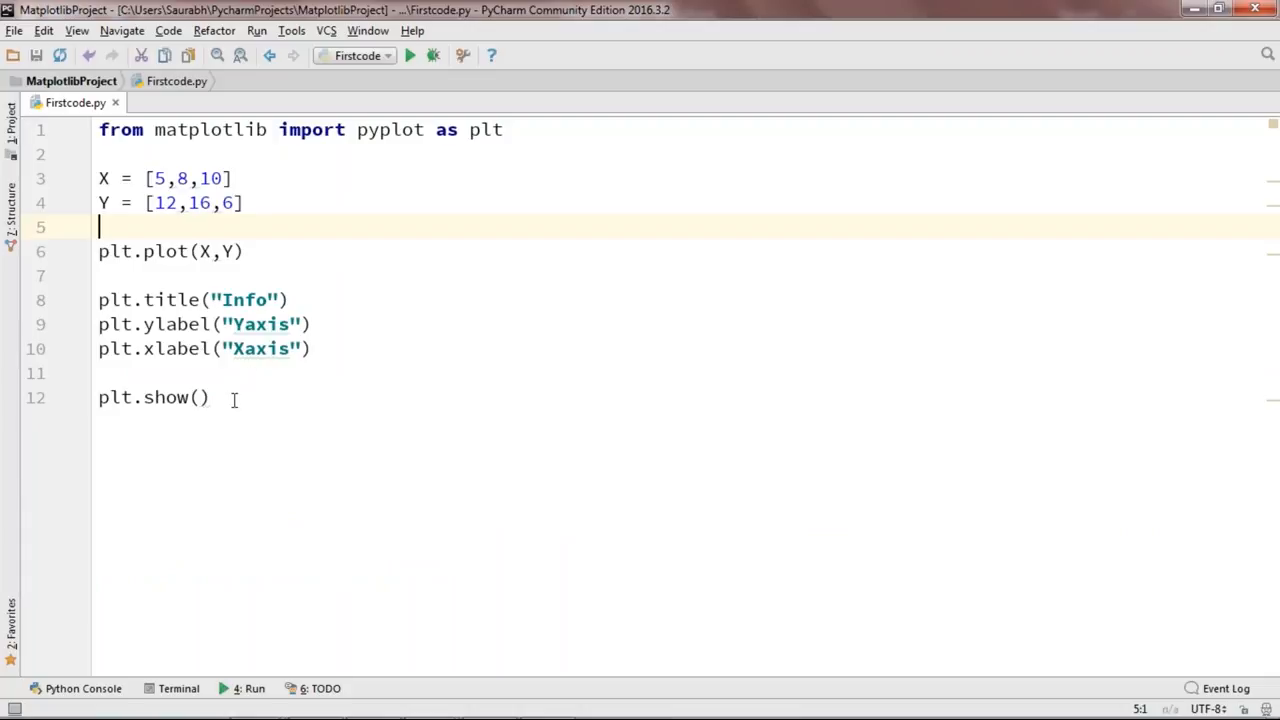 MatplotlibProject - [C:\Users\Saurabh\PycharmProjects\MatplotlibProject] - ...\Firstcode.py - PyCharm Community Edition 2016.3.2
File Edit View Navigate Code Refactor Run Tools VCS Window Help
Firstcode
MatplotlibProject Firstcode.py
Firstcode.py
1: Project
Z: Structure
2: Favorites
1 from matplotlib import pyplot as plt
2
3 X = [5,8,10]
4 Y = [12,16,6]
5
6 plt.plot(X,Y)
7
8 plt.title("Info")
9 plt.ylabel("Yaxis")
10 plt.xlabel("Xaxis")
11
12 plt.show()
Python Console Terminal 4: Run 6: TODO Event Log
5:1 n/a UTF-8